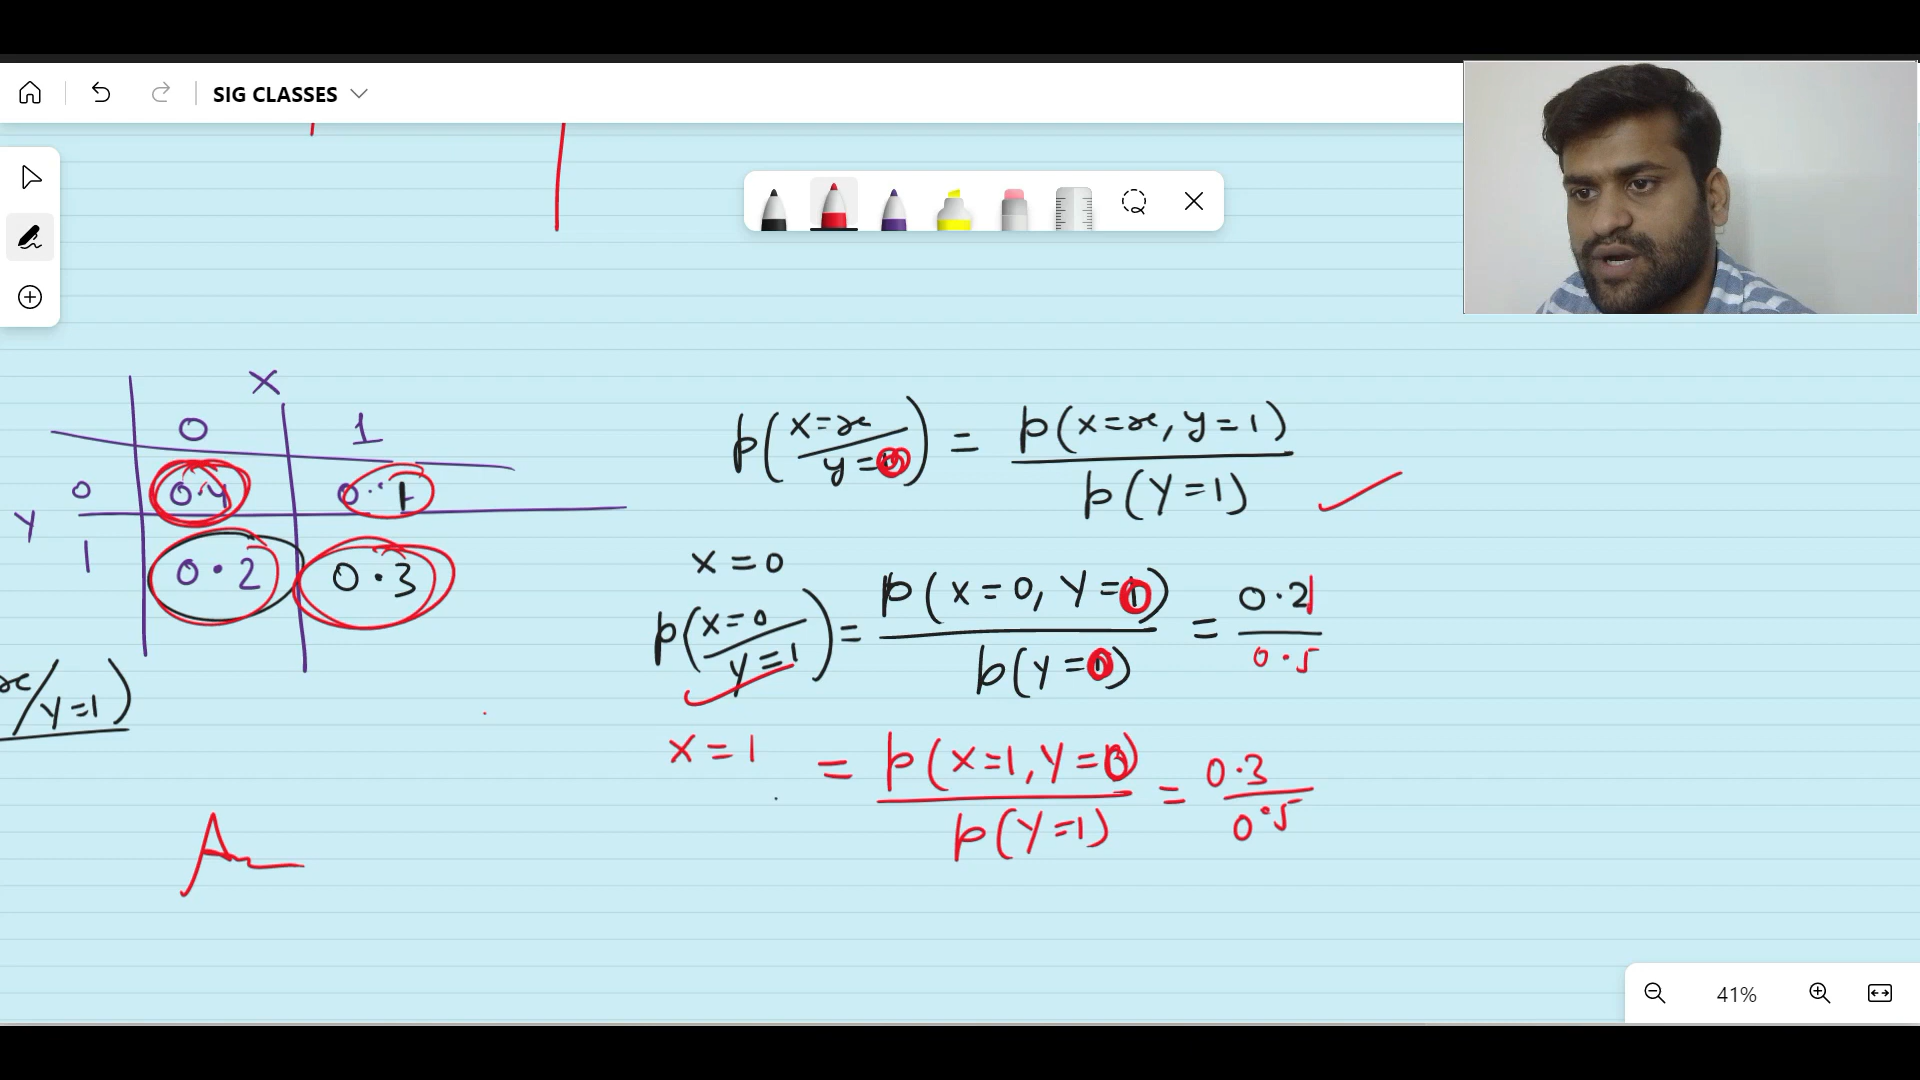 SIG CLASSES
X
0 1
0 0.4 0.1
Y
1 0.2 0.3
x/Y=1)
p(X=x/y=0) = p(X=x, y=1)/p(Y=1)
X=0
p(X=0/y=1) = p(X=0, Y=0)/p(y=0) = 0.2/0.5
X=1
= p(X=1, Y=0)/p(Y=1) = 0.3/0.5
41%